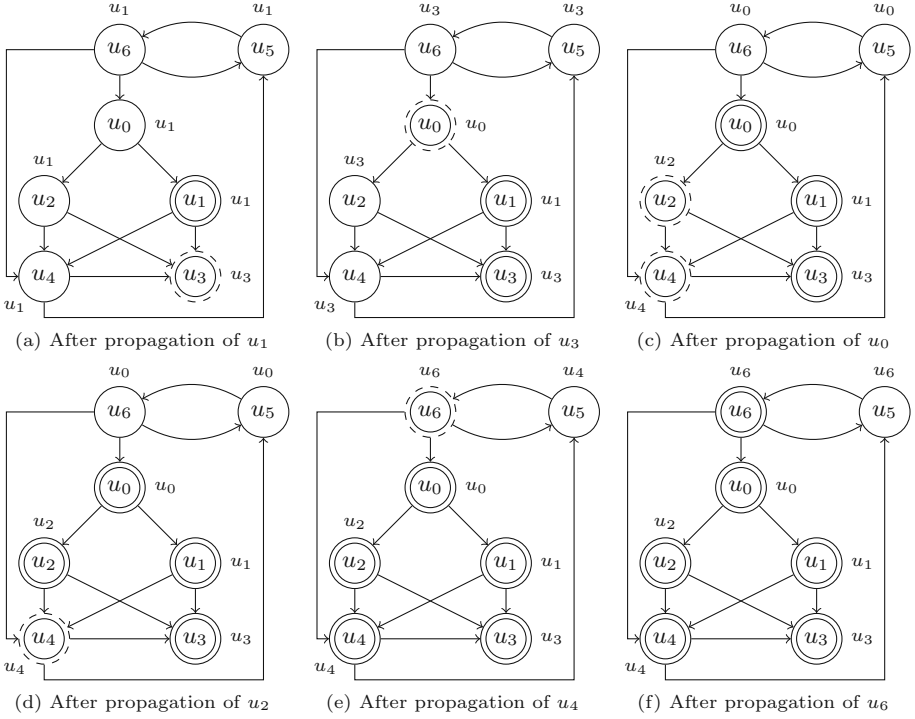 u₁ u₁ u₃ u₃ u₀ u₀
u₆ u₅ u₆ u₅ u₆ u₅
u₀ u₁ u₀ u₀ u₀ u₀
u₁ u₃ u₂
u₂ u₁ u₁ u₂ u₁ u₁ u₂ u₁ u₁
u₄ u₃ u₃ u₄ u₃ u₃ u₄ u₃ u₃
u₁ u₃ u₄
(a) After propagation of u₁ (b) After propagation of u₃ (c) After propagation of u₀
u₀ u₀ u₆ u₄ u₆ u₆
u₆ u₅ u₆ u₅ u₆ u₅
u₀ u₀ u₀ u₀ u₀ u₀
u₂ u₂ u₂
u₂ u₁ u₁ u₂ u₁ u₁ u₂ u₁ u₁
u₄ u₃ u₃ u₄ u₃ u₃ u₄ u₃ u₃
u₄ u₄ u₄
(d) After propagation of u₂ (e) After propagation of u₄ (f) After propagation of u₆